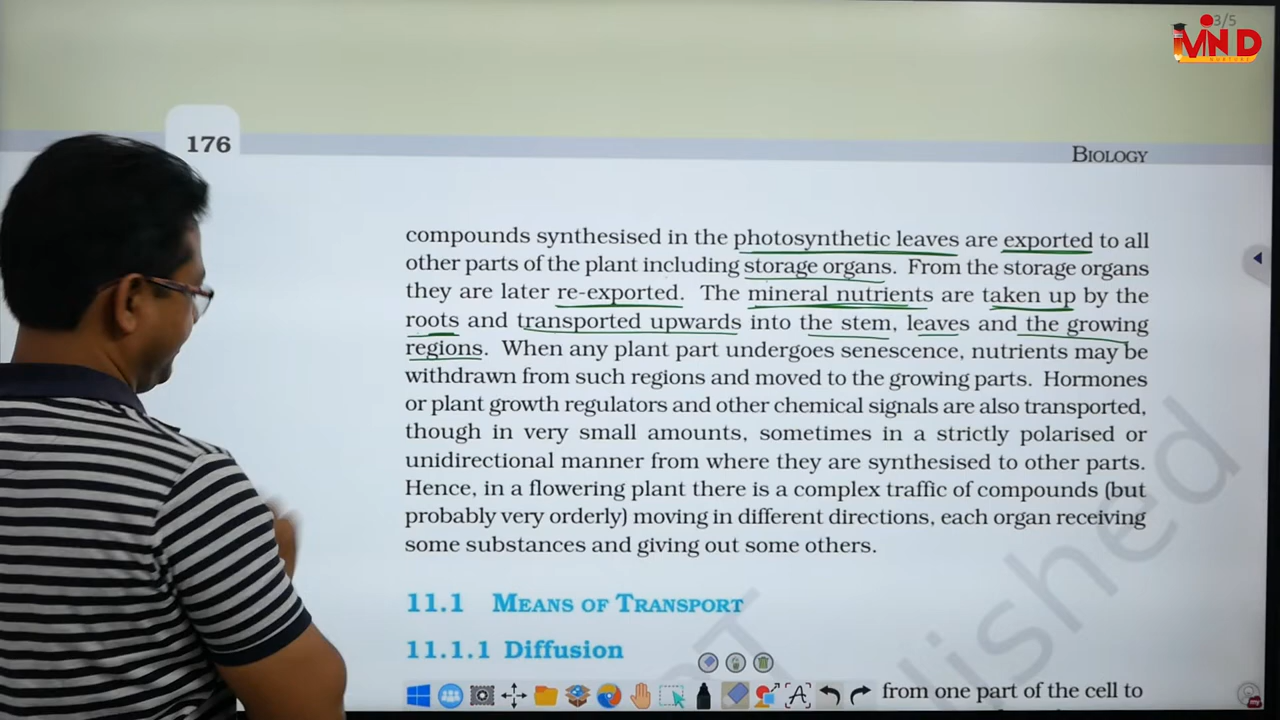 3/5
MIND
NURTURE
176
BIOLOGY
compounds synthesised in the photosynthetic leaves are exported to all
other parts of the plant including storage organs. From the storage organs
they are later re-exported. The mineral nutrients are taken up by the
roots and transported upwards into the stem, leaves and the growing
regions. When any plant part undergoes senescence, nutrients may be
withdrawn from such regions and moved to the growing parts. Hormones
or plant growth regulators and other chemical signals are also transported,
though in very small amounts, sometimes in a strictly polarised or
unidirectional manner from where they are synthesised to other parts.
Hence, in a flowering plant there is a complex traffic of compounds (but
probably very orderly) moving in different directions, each organ receiving
some substances and giving out some others.
11.1 MEANS OF TRANSPORT
11.1.1 Diffusion
from one part of the cell to